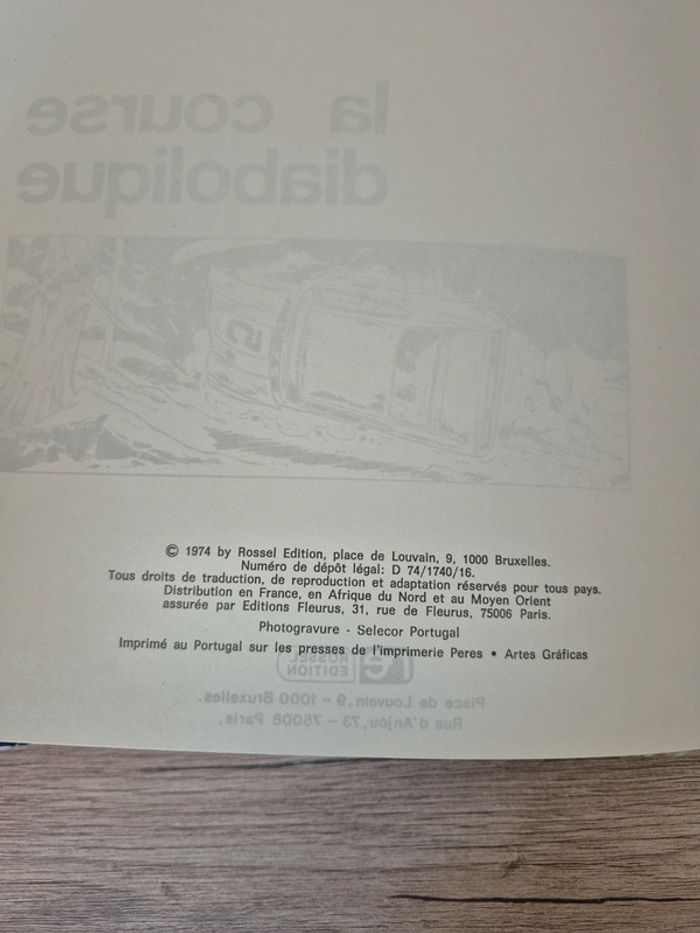 la course
diabolique
5
© 1974 by Rossel Edition, place de Louvain, 9, 1000 Bruxelles.
Numéro de dépôt légal: D 74/1740/16.
Tous droits de traduction, de reproduction et adaptation réservés pour tous pays.
Distribution en France, en Afrique du Nord et au Moyen Orient
assurée par Editions Fleurus, 31, rue de Fleurus, 75006 Paris.
Photogravure - Selecor Portugal
Imprimé au Portugal sur les presses de l'imprimerie Peres • Artes Gráficas
ROSSEL
EDITION
Place de Louvain, 9 – 1000 Bruxelles.
Rue d'Anjou, 73 – 75008 Paris.